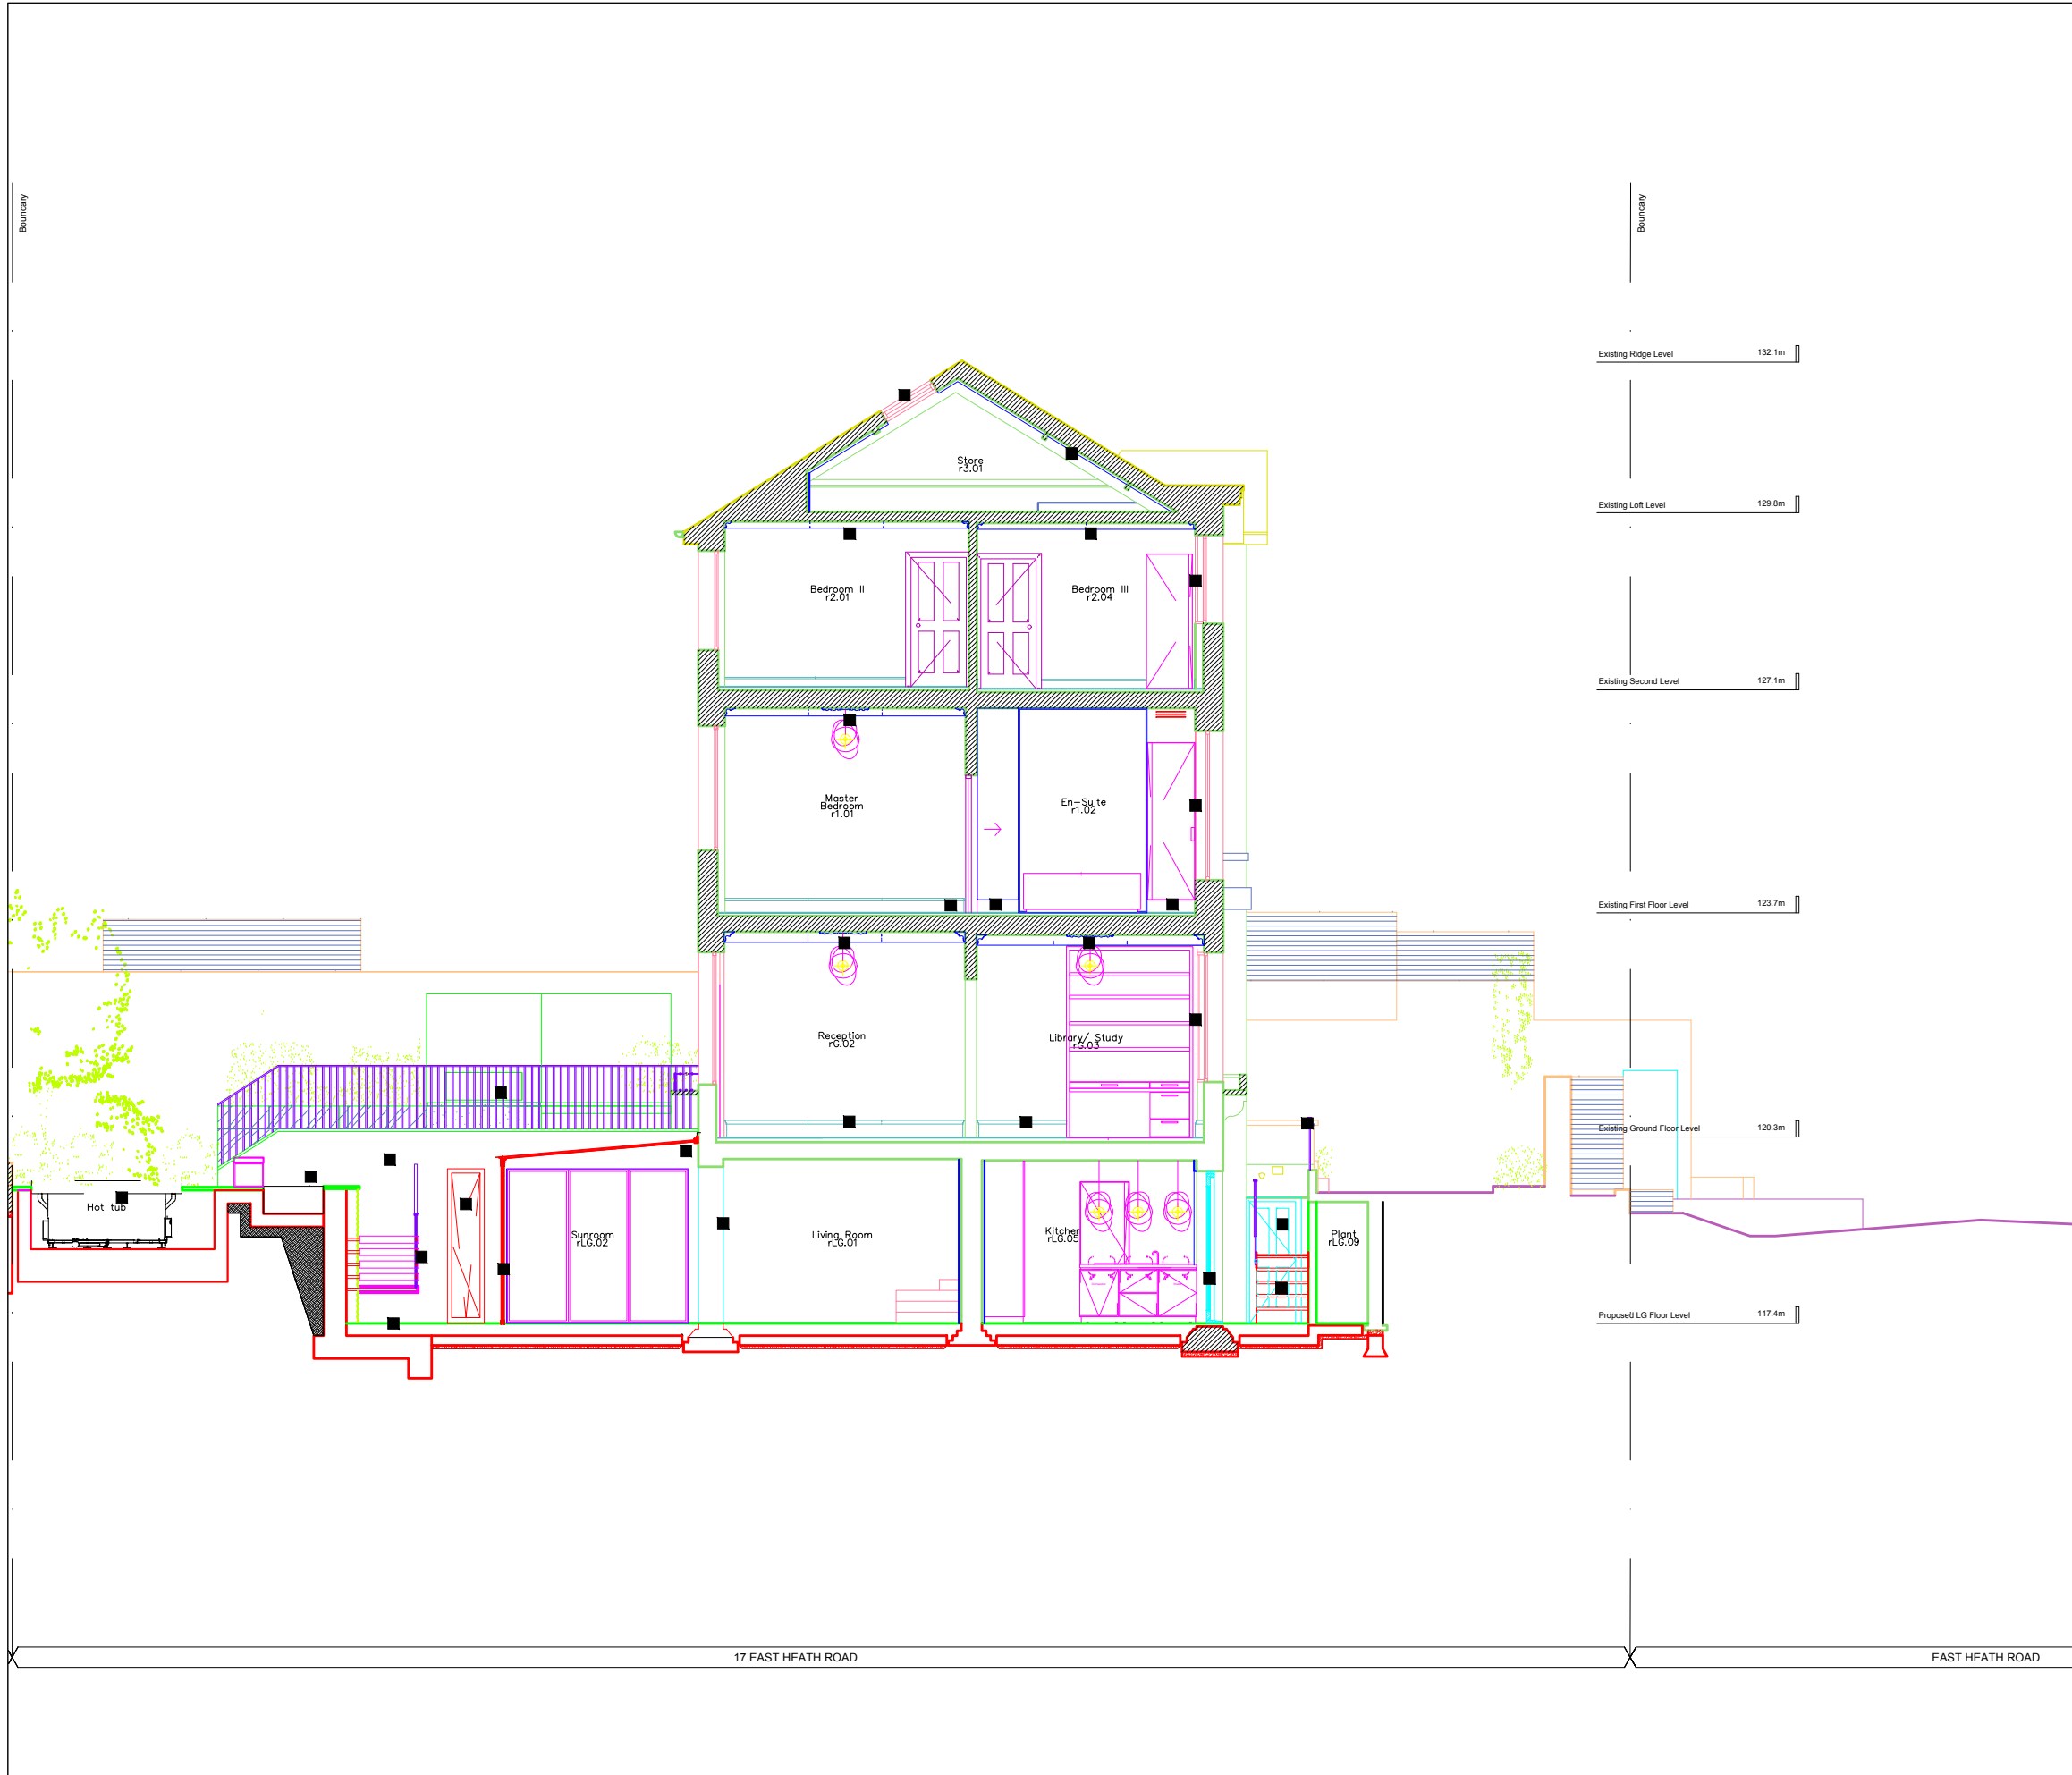 Boundary
Boundary
Existing Ridge Level 132.1m
Store
r3.01
Existing Loft Level 129.8m
Bedroom II
r2.01
Bedroom III
r2.04
Existing Second Level 127.1m
Master
Bedroom
r1.01
En-Suite
r1.02
Existing First Floor Level 123.7m
Reception
rG.02
Library/ Study
rG.03
Existing Ground Floor Level 120.3m
Hot tub
Sunroom
rLG.02
Living Room
rLG.01
Kitchen
rLG.05
Plant
rLG.09
Proposed LG Floor Level 117.4m
17 EAST HEATH ROAD
EAST HEATH ROAD